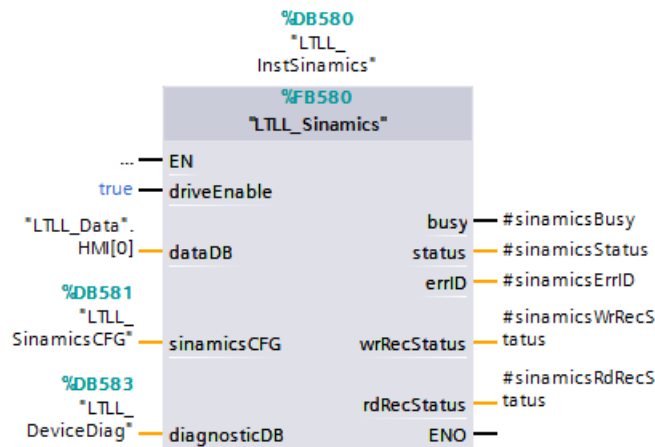 %DB580
"LTLL_
InstSinamics"
%FB580
"LTLL_Sinamics"
... EN
true driveEnable
busy #sinamicsBusy
"LTLL_Data".
HMI[0] dataDB
status #sinamicsStatus
errID #sinamicsErrID
%DB581
"LTLL_
SinamicsCFG" sinamicsCFG
#sinamicsWrRecS
wrRecStatus tatus
%DB583
"LTLL_
DeviceDiag" diagnosticDB
#sinamicsRdRecS
rdRecStatus tatus
ENO